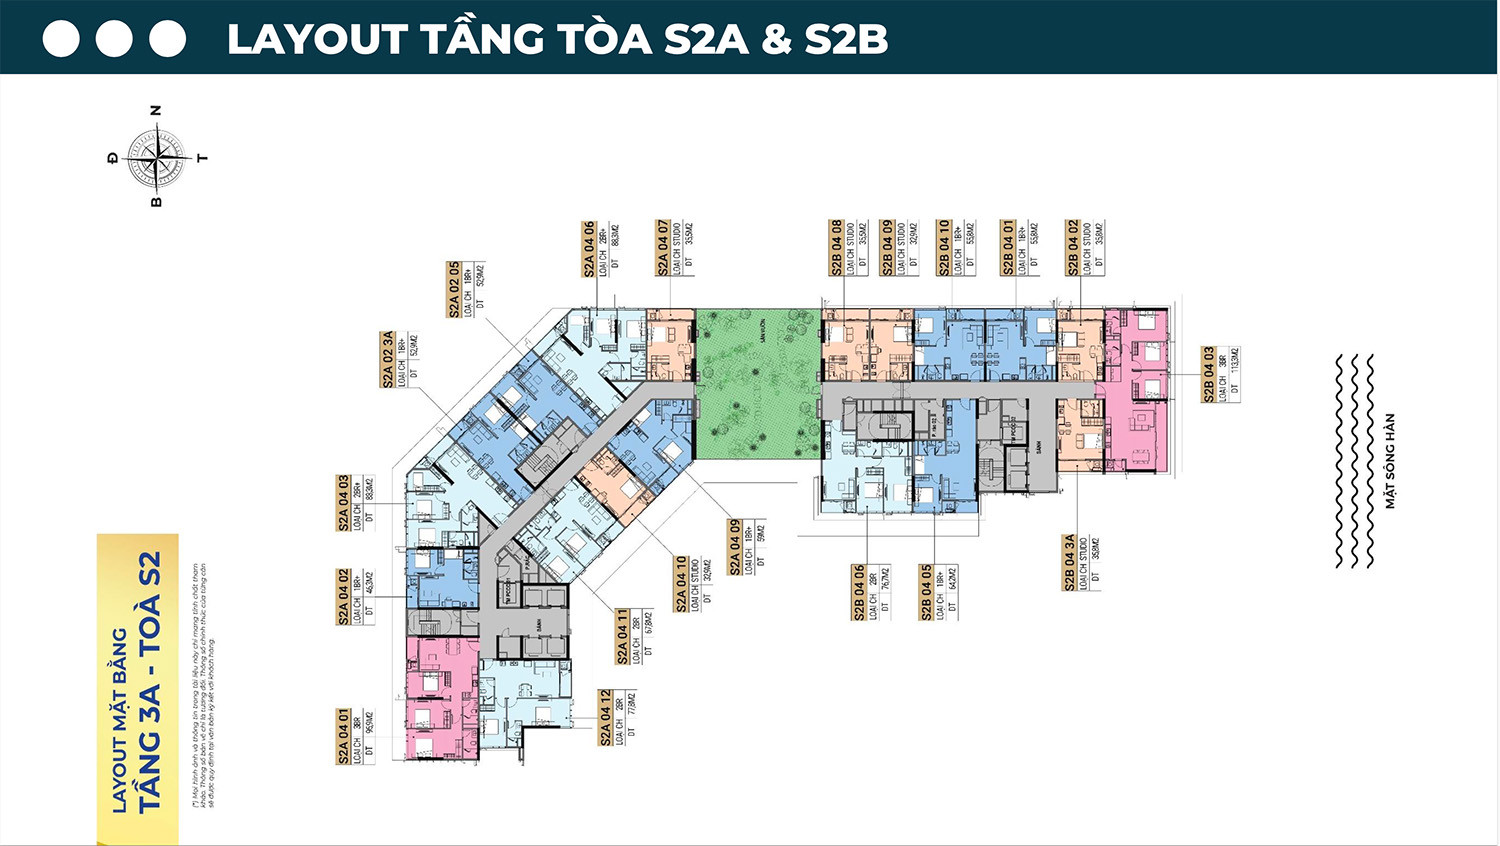 LAYOUT TẦNG TÒA S2A & S2B
N
Đ
T
B
S2A 04 06
LOẠI CH 2BR+
DT 88,3M2
S2A 04 07
LOẠI CH STUDIO
DT 35,5M2
S2B 04 08
LOẠI CH STUDIO
DT 35,5M2
S2B 04 09
LOẠI CH STUDIO
DT 32,9M2
S2B 04 10
LOẠI CH 1BR+
DT 55,8M2
S2B 04 01
LOẠI CH 1BR+
DT 55,8M2
S2B 04 02
LOẠI CH STUDIO
DT 35,8M2
S2A 02 05
LOẠI CH 1BR+
DT 52,9M2
S2A 02 3A
LOẠI CH 1BR+
DT 52,9M2
SÂN VƯỜN
S2B 04 03
LOẠI CH 3BR
DT 113,3M2
MẶT SÔNG HÀN
S2A 04 03
LOẠI CH 2BR+
DT 88,3M2
S2A 04 02
LOẠI CH 1BR+
DT 46,3M2
S2A 04 01
LOẠI CH 3BR
DT 95,9M2
SẢNH
SẢNH
S2A 04 09
LOẠI CH 1BR+
DT 59M2
S2A 04 10
LOẠI CH STUDIO
DT 32,9M2
S2A 04 11
LOẠI CH 2BR
DT 67,8M2
S2A 04 12
LOẠI CH 2BR
DT 77,8M2
S2B 04 06
LOẠI CH 2BR
DT 76,7M2
S2B 04 05
LOẠI CH 1BR+
DT 64,2M2
S2B 04 3A
LOẠI CH STUDIO
DT 35,8M2
LAYOUT MẶT BẰNG
TẦNG 3A - TOÀ S2
(*) Mọi hình ảnh và thông tin trong tài liệu này chỉ mang tính chất tham
khảo. Thông số bản vẽ chỉ là tương đối. Thông số chính thức của từng căn
sẽ được quy định tại văn bản ký kết với khách hàng.